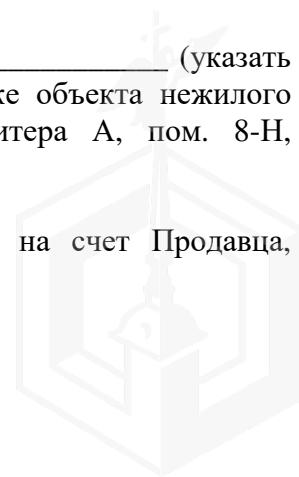 _____________ (указать
ке объекта нежилого
итера А, пом. 8-Н,
на счет Продавца,